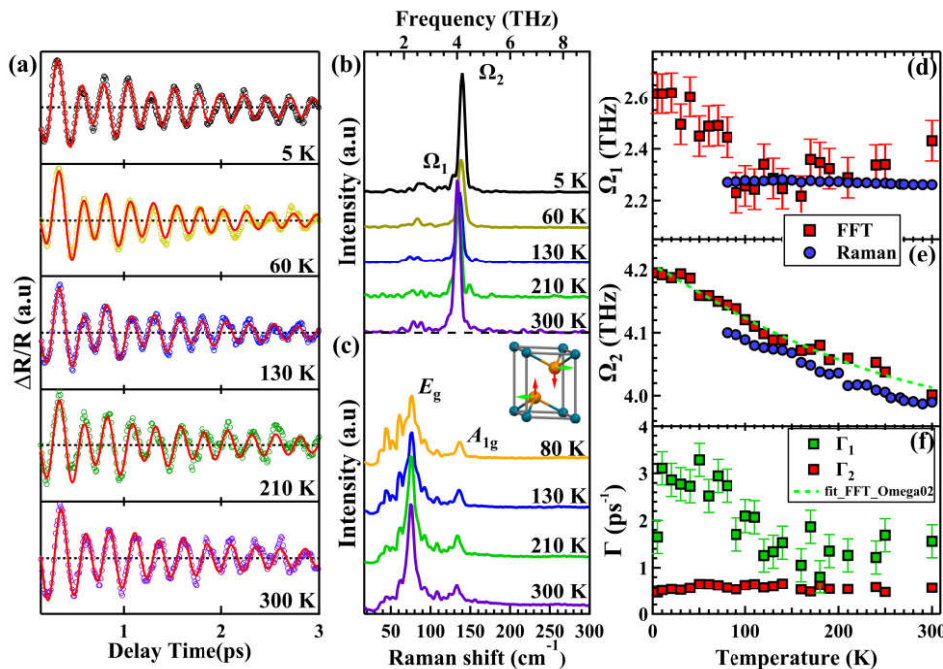 (a)
5 K
60 K
130 K
210 K
300 K
ΔR/R (a.u)
1
2
3
Delay Time(ps)
Frequency (THz)
0
2
4
6
8
(b)
Ω2
Ω1
5 K
60 K
130 K
210 K
300 K
Intensity (a.u)
(c)
Eg
A1g
80 K
130 K
210 K
300 K
Intensity (a.u)
50
100
150
200
250
300
Raman shift (cm-1)
(d)
2.6
2.4
2.2
Ω1 (THz)
FFT
Raman
(e)
4.2
4.1
4.0
Ω2 (THz)
(f)
Γ1
Γ2
fit_FFT_Omega02
4
3
2
1
0
Γ (ps-1)
0
100
200
300
Temperature (K)